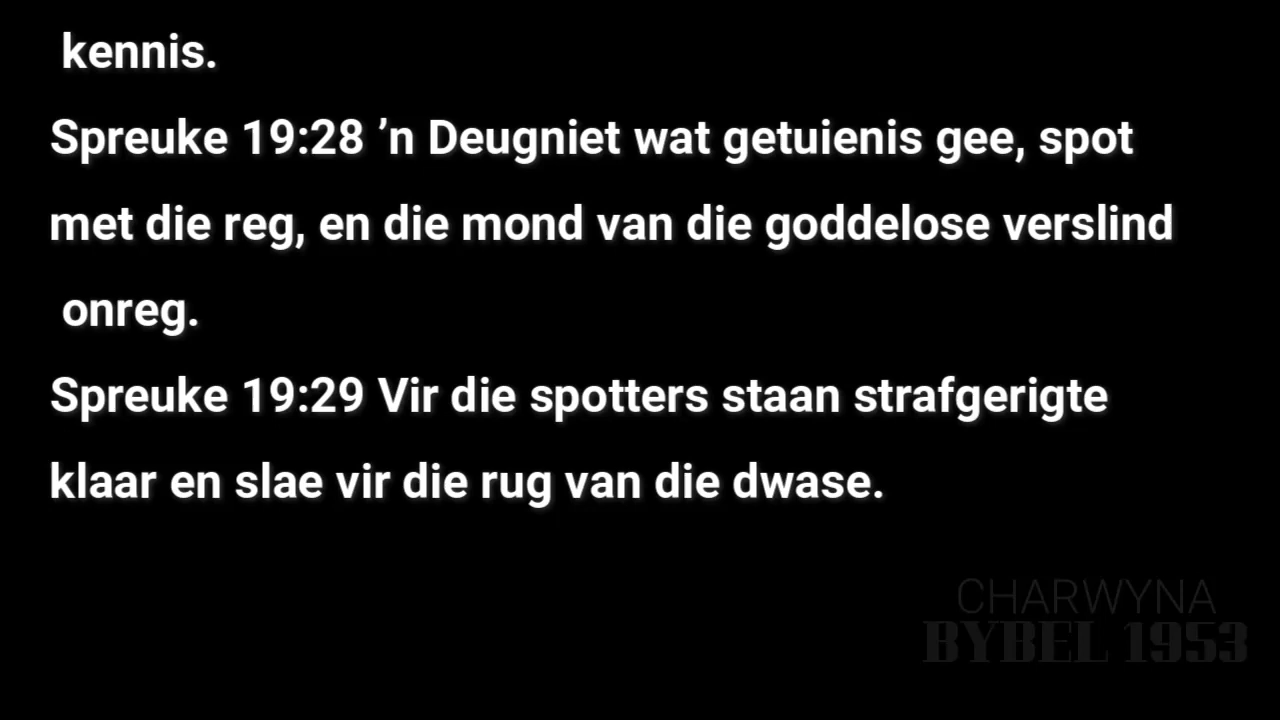 kennis.
Spreuke 19:28 ’n Deugniet wat getuienis gee, spot
met die reg, en die mond van die goddelose verslind
onreg.
Spreuke 19:29 Vir die spotters staan strafgerigte
klaar en slae vir die rug van die dwase.
CHARWYNA
BYBEL 1953